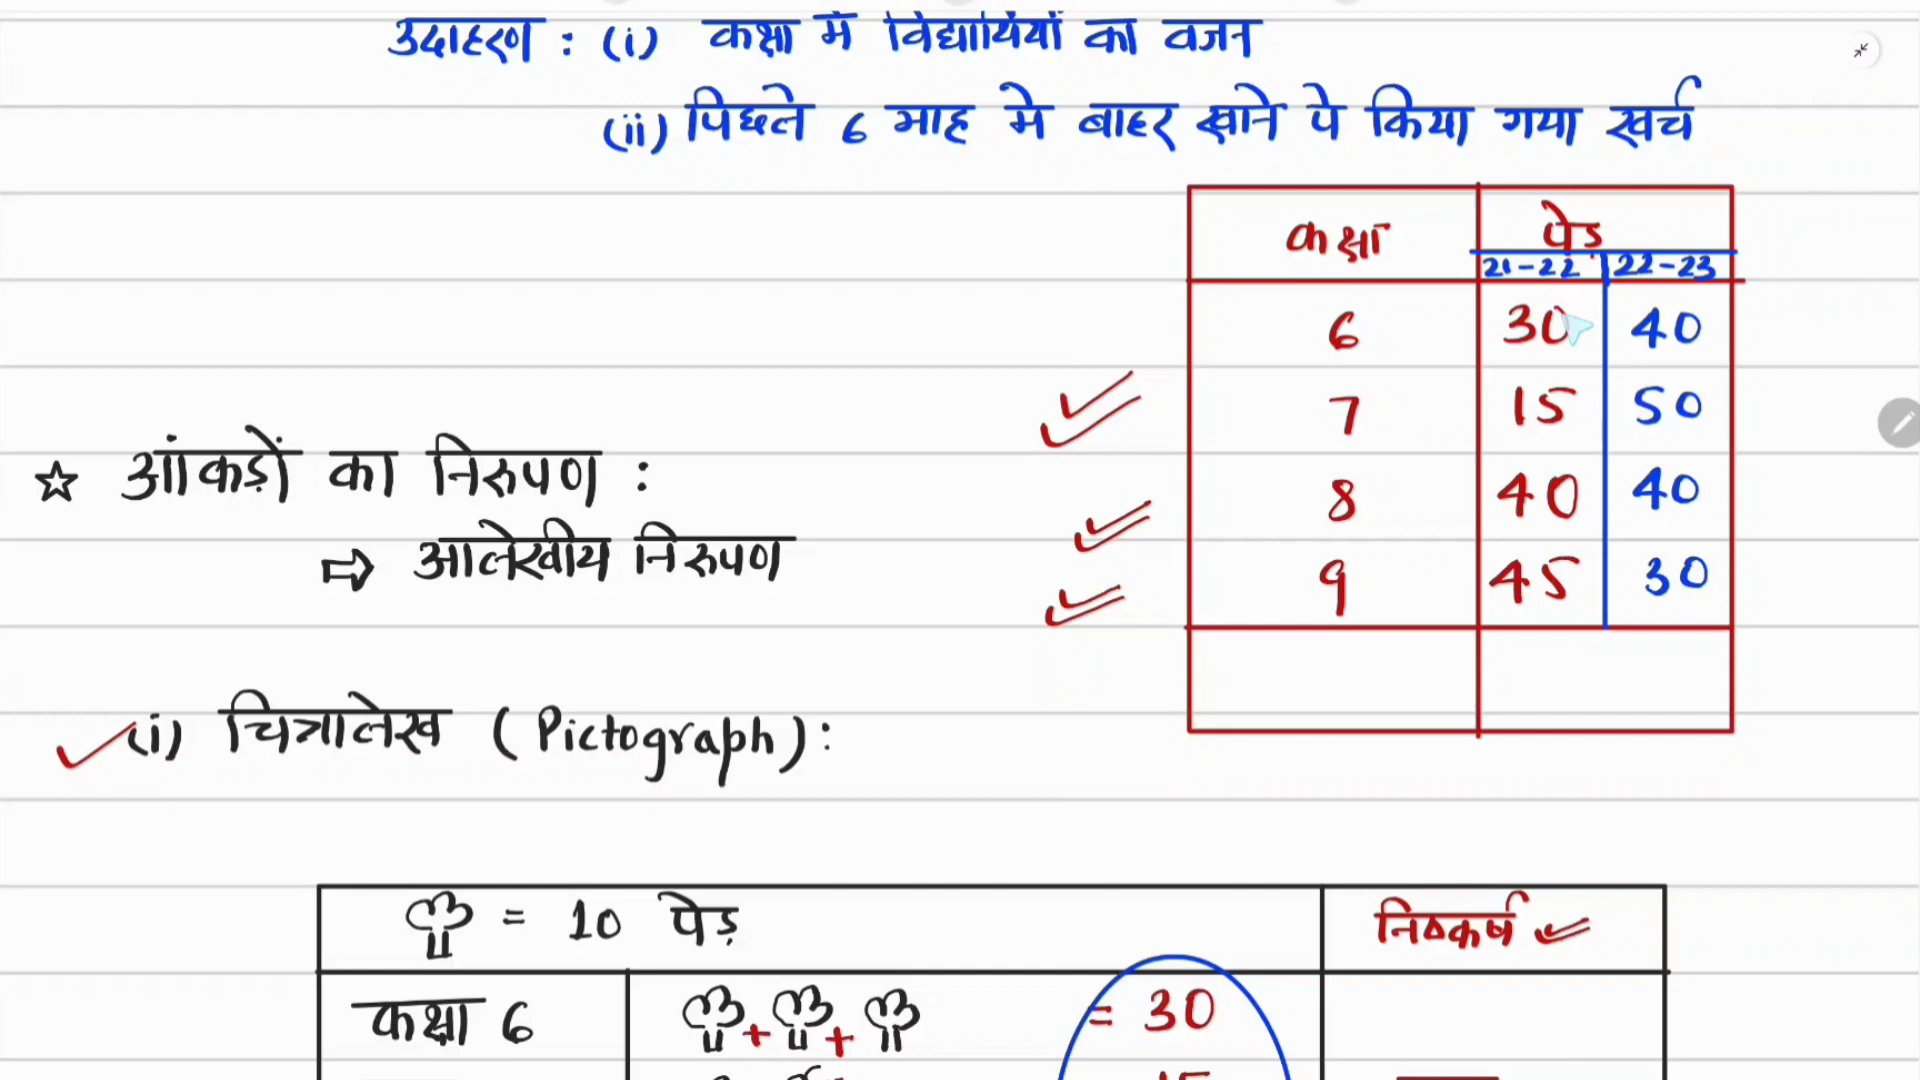 उदाहरण : (i) कक्षा में विद्यार्थियों का वजन
(ii) पिछले 6 माह मे बाहर खाने पे किया गया खर्च
कक्षा पेड़
21-22 22-23
6 30 40
7 15 50
8 40 40
9 45 30
☆ आंकड़ों का निरुपण :
⇨ आलेखीय निरुपण
(i) चित्रालेख (Pictograph):
= 10 पेड़ निष्कर्ष
कक्षा 6 + + = 30